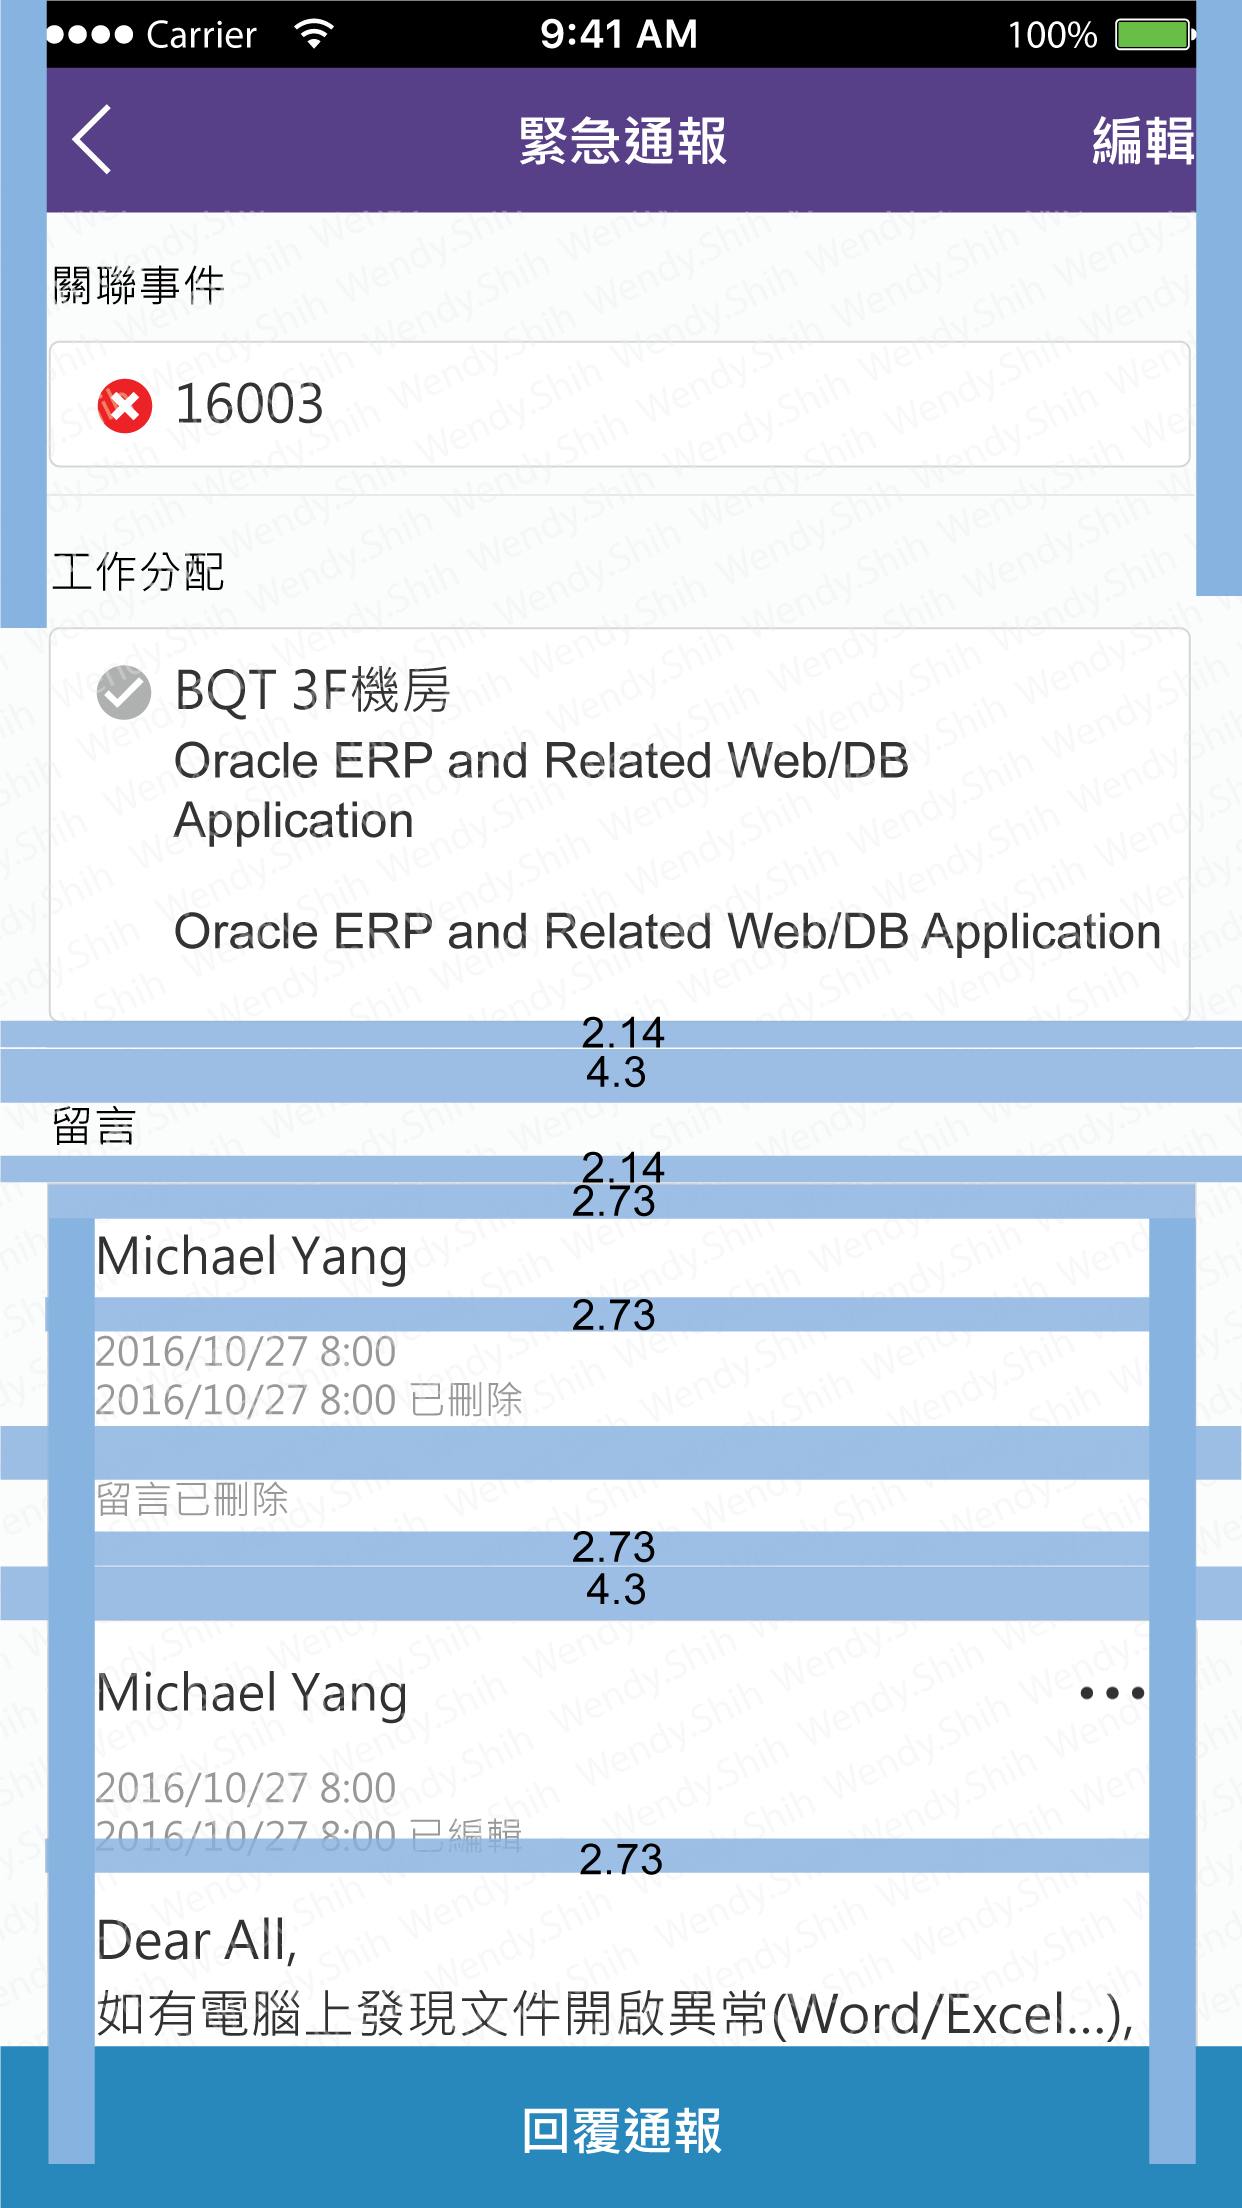 Carrier 9:41 AM 100%
緊急通報 編輯
關聯事件
16003
工作分配
BQT 3F機房
Oracle ERP and Related Web/DB
Application
Oracle ERP and Related Web/DB Application
2.14
4.3
留言
2.14
2.73
Michael Yang
2.73
2016/10/27 8:00
2016/10/27 8:00 已刪除
留言已刪除
2.73
4.3
Michael Yang
2016/10/27 8:00
2016/10/27 8:00 已編輯
2.73
Dear All,
如有電腦上發現文件開啟異常(Word/Excel...),
回覆通報
Wendy.Shih